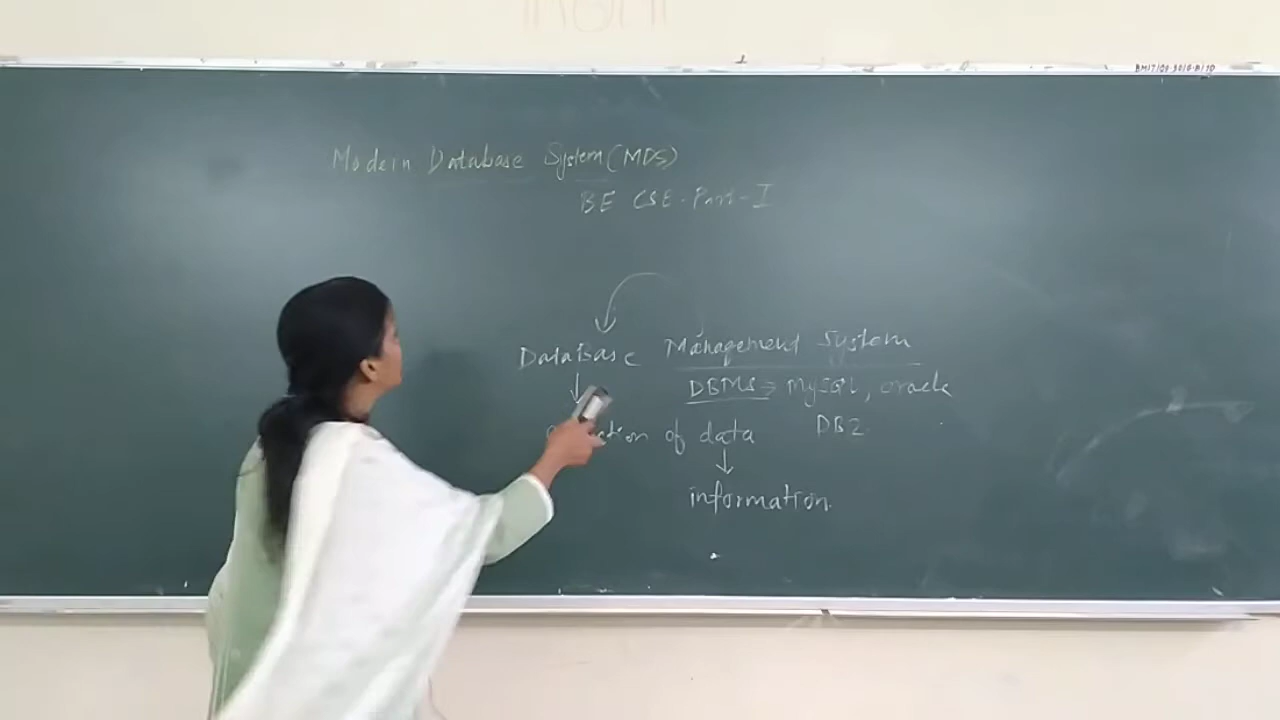 Modern Database System (MDS)
BE CSE-Part-I
DataBase Management System
DBMS → MySQL, oracle
of data DB2
information